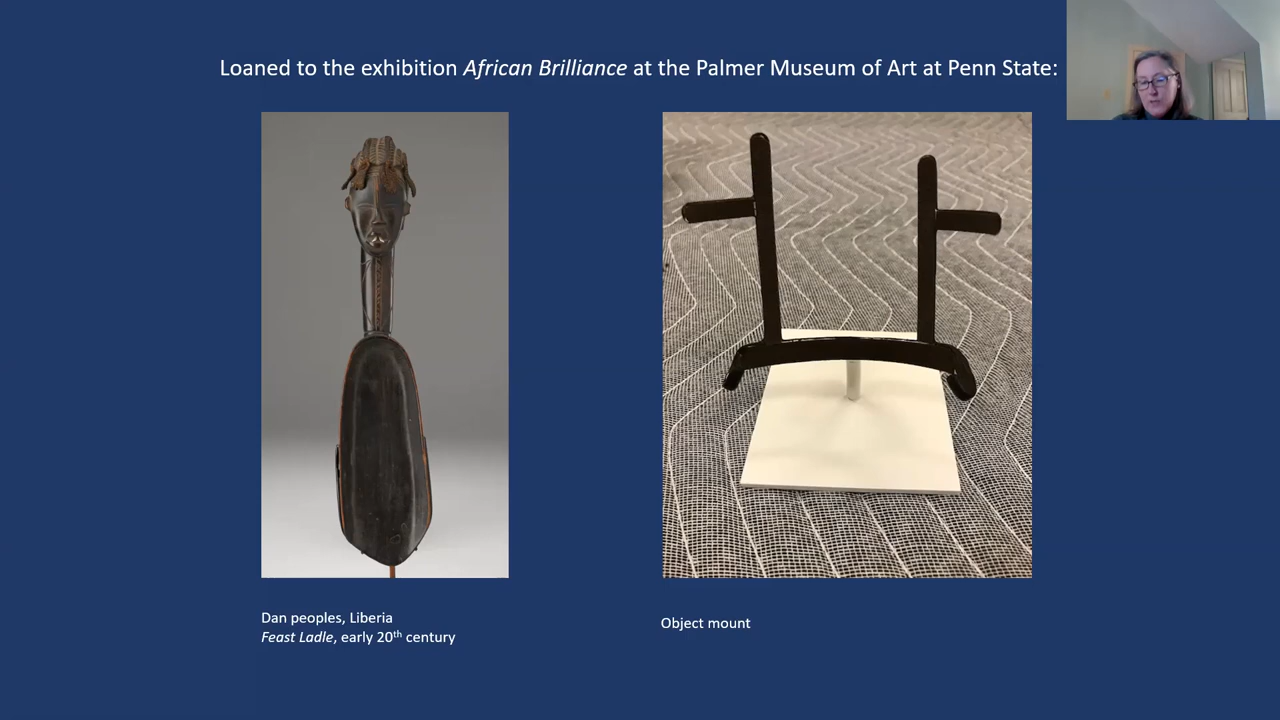 Loaned to the exhibition African Brilliance at the Palmer Museum of Art at Penn State:
Dan peoples, Liberia
Feast Ladle, early 20th century
Object mount